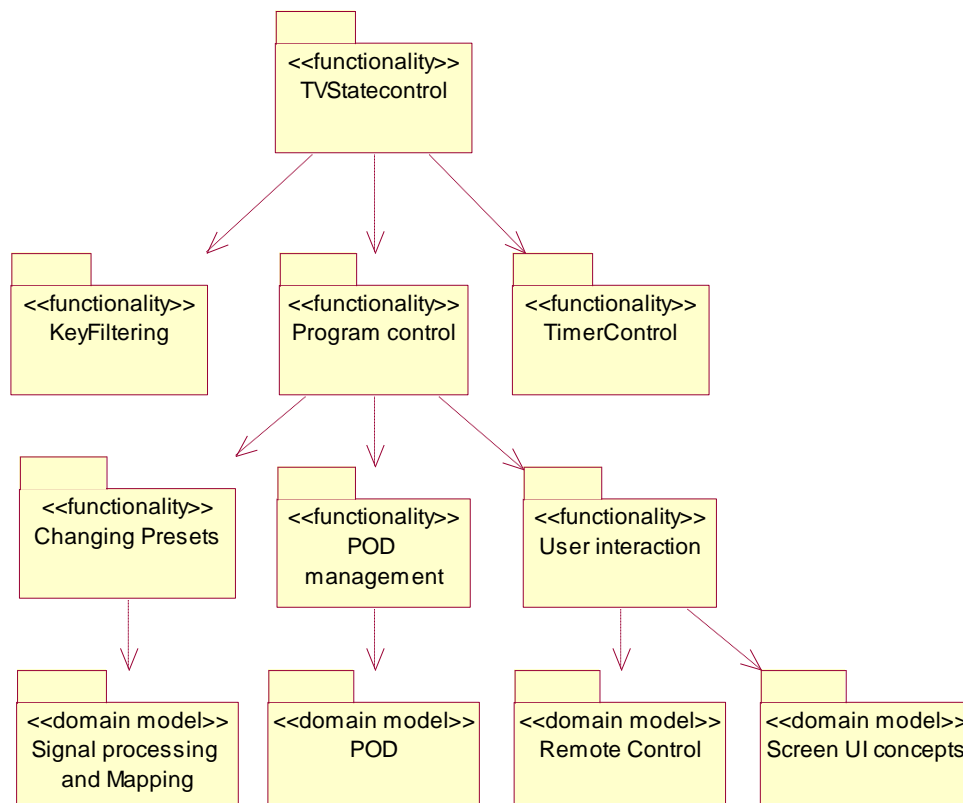 <<functionality>>
TVStatecontrol
<<functionality>>
KeyFiltering
<<functionality>>
Program control
<<functionality>>
TimerControl
<<functionality>>
Changing Presets
<<functionality>>
POD
management
<<functionality>>
User interaction
<<domain model>>
Signal processing
and Mapping
<<domain model>>
POD
<<domain model>>
Remote Control
<<domain model>>
Screen UI concepts